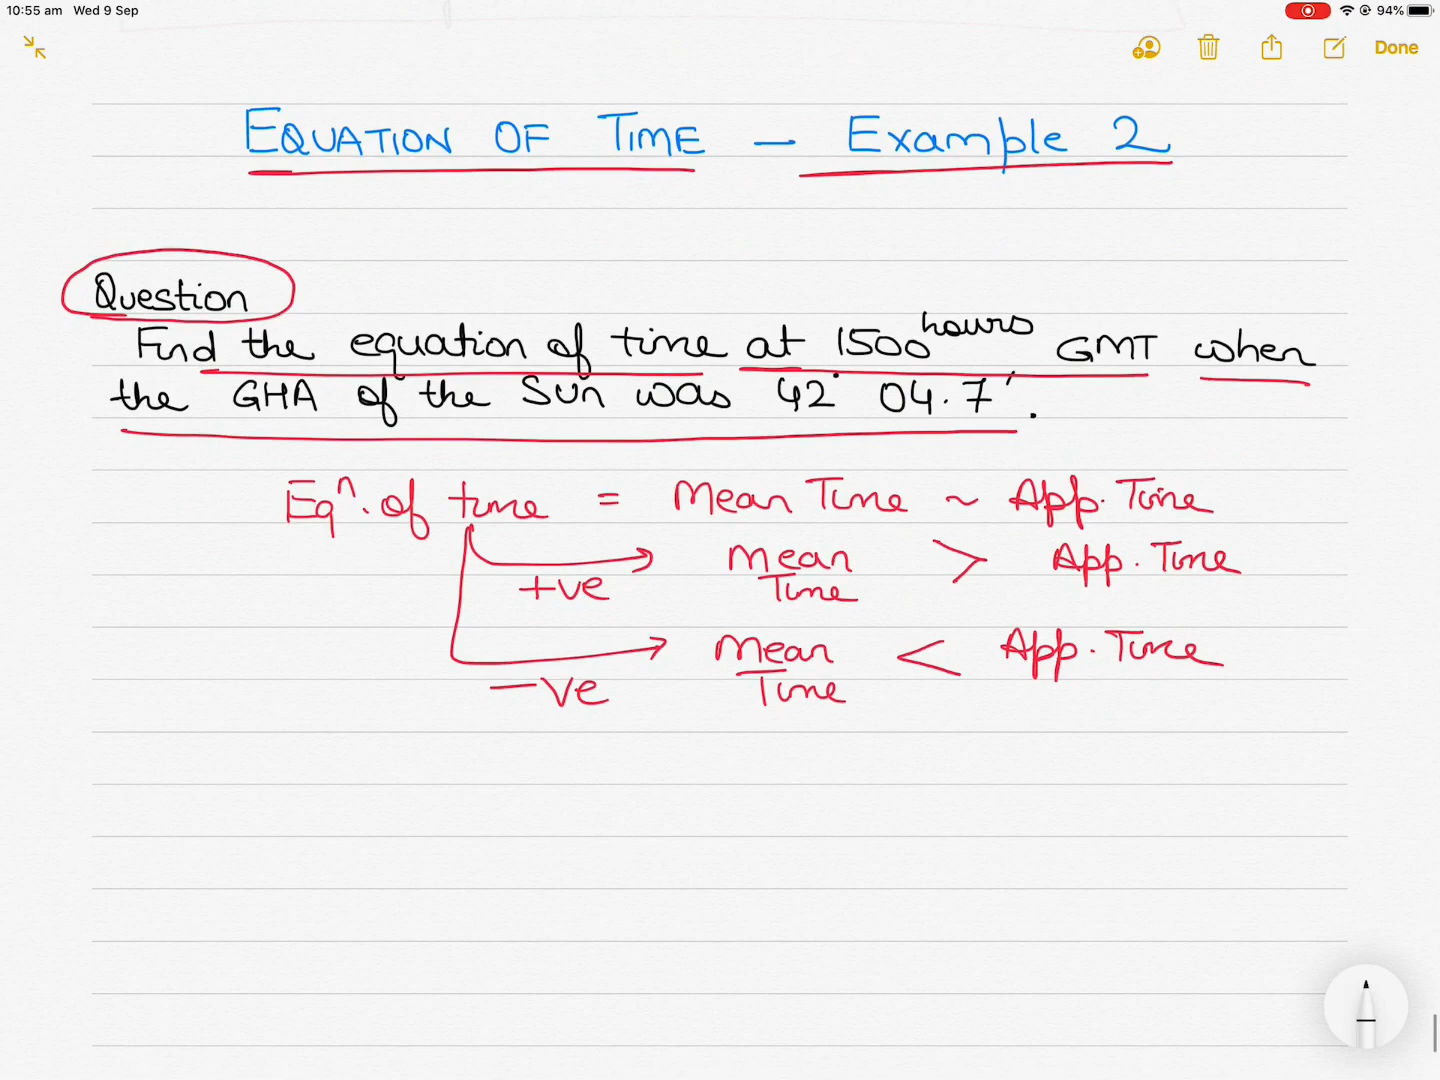 10:55 am Wed 9 Sep
94%
Done
EQUATION OF TIME - Example 2
Question
Find the equation of time at 1500 hours GMT when
the GHA of the Sun was 42° 04.7'.
Eqⁿ. of time = Mean Time ~ App. Time
+ve Mean Time > App. Time
-ve Mean Time < App. Time